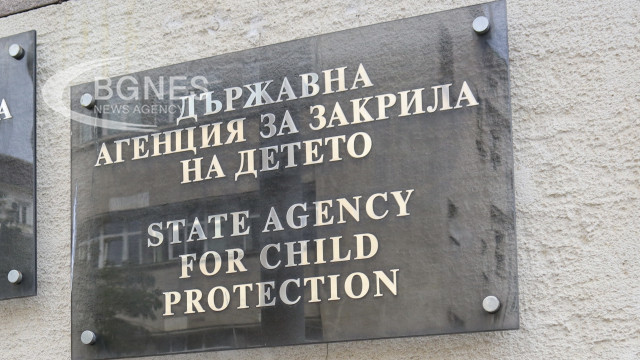 BGNES
NEWS AGENCY
ДЪРЖАВНА
АГЕНЦИЯ ЗА ЗАКРИЛА
НА ДЕТЕТО
STATE AGENCY
FOR CHILD
PROTECTION
А